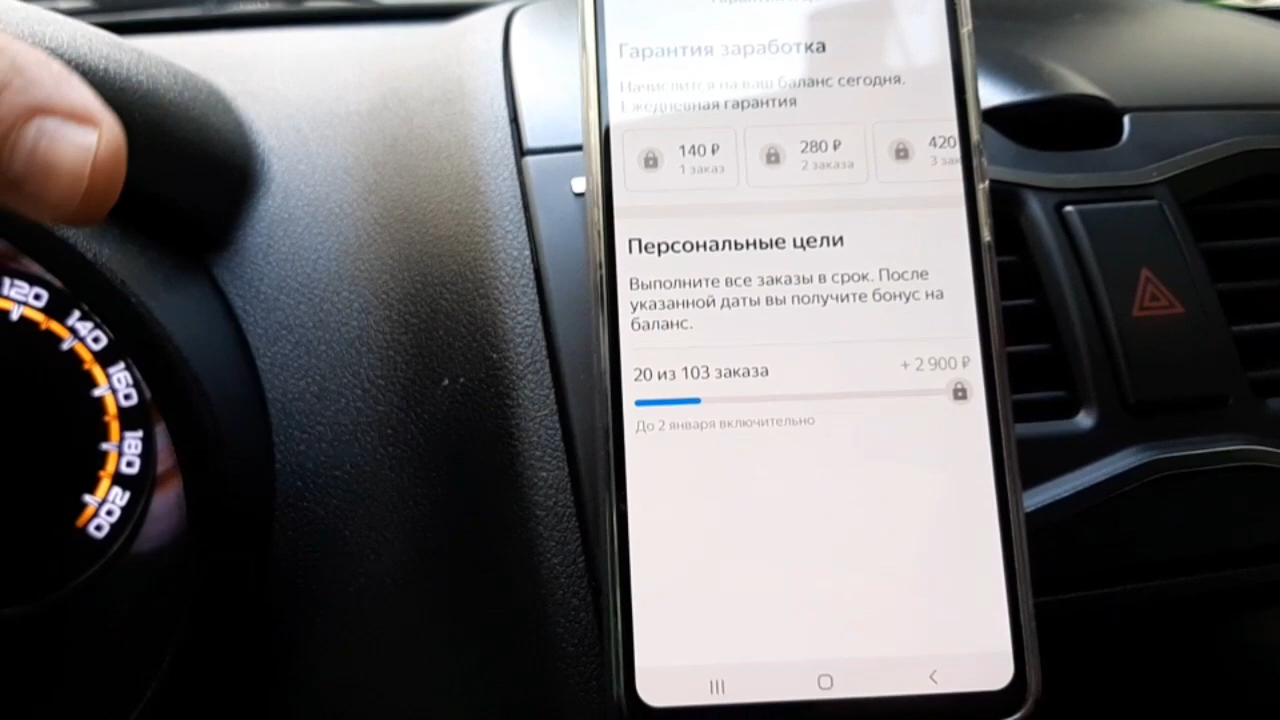 Гарантия заработка
Начислится на ваш баланс сегодня.
Ежедневная гарантия
140 ₽
1 заказ
280 ₽
2 заказа
420
3 зак
Персональные цели
Выполните все заказы в срок. После
указанной даты вы получите бонус на
баланс.
20 из 103 заказа
+ 2 900 ₽
До 2 января включительно
120
140
160
180
200